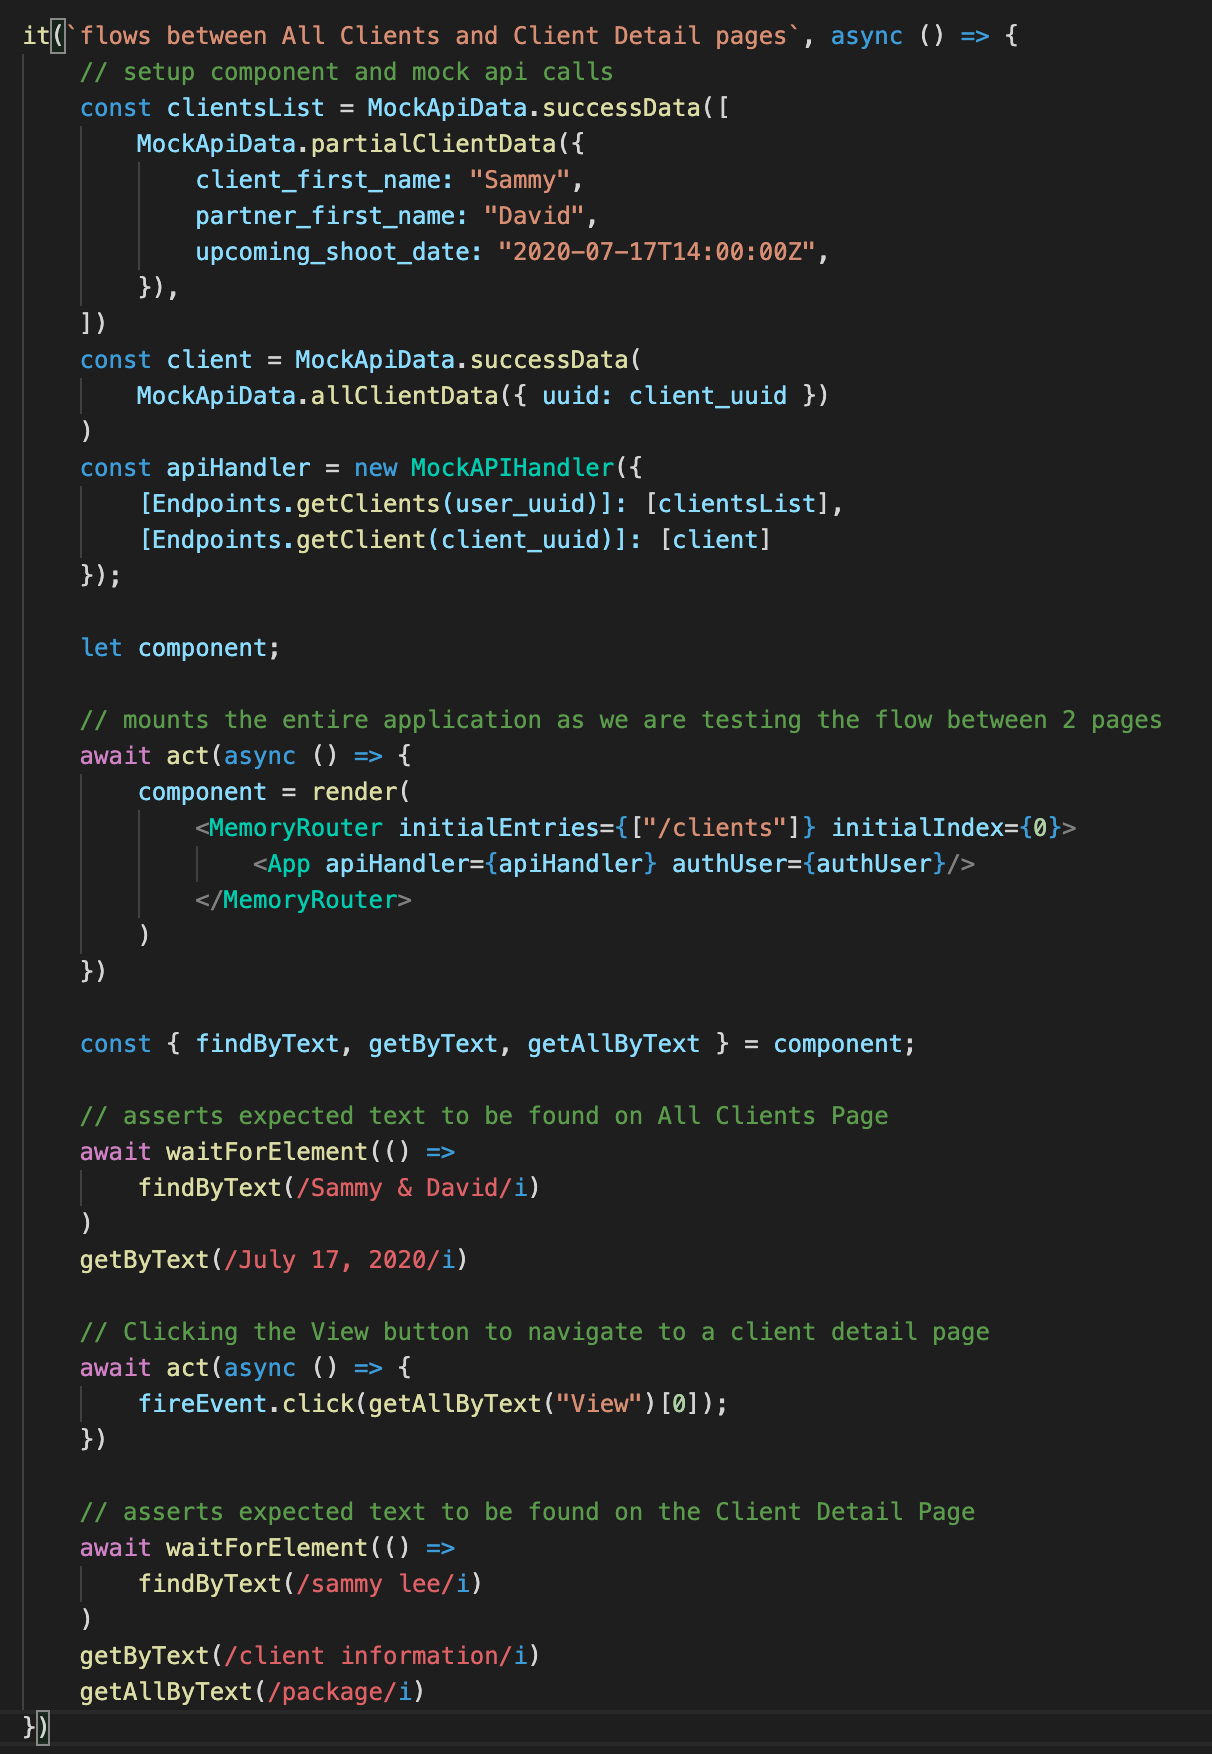 it(`flows between All Clients and Client Detail pages`, async () => {
    // setup component and mock api calls
    const clientsList = MockApiData.successData([
        MockApiData.partialClientData({
            client_first_name: "Sammy",
            partner_first_name: "David",
            upcoming_shoot_date: "2020-07-17T14:00:00Z",
        }),
    ])
    const client = MockApiData.successData(
        MockApiData.allClientData({ uuid: client_uuid })
    )
    const apiHandler = new MockAPIHandler({
        [Endpoints.getClients(user_uuid)]: [clientsList],
        [Endpoints.getClient(client_uuid)]: [client]
    });

    let component;

    // mounts the entire application as we are testing the flow between 2 pages
    await act(async () => {
        component = render(
            <MemoryRouter initialEntries={["/clients"]} initialIndex={0}>
                <App apiHandler={apiHandler} authUser={authUser}/>
            </MemoryRouter>
        )
    })

    const { findByText, getByText, getAllByText } = component;

    // asserts expected text to be found on All Clients Page
    await waitForElement(() =>
        findByText(/Sammy & David/i)
    )
    getByText(/July 17, 2020/i)

    // Clicking the View button to navigate to a client detail page
    await act(async () => {
        fireEvent.click(getAllByText("View")[0]);
    })

    // asserts expected text to be found on the Client Detail Page
    await waitForElement(() =>
        findByText(/sammy lee/i)
    )
    getByText(/client information/i)
    getAllByText(/package/i)
})